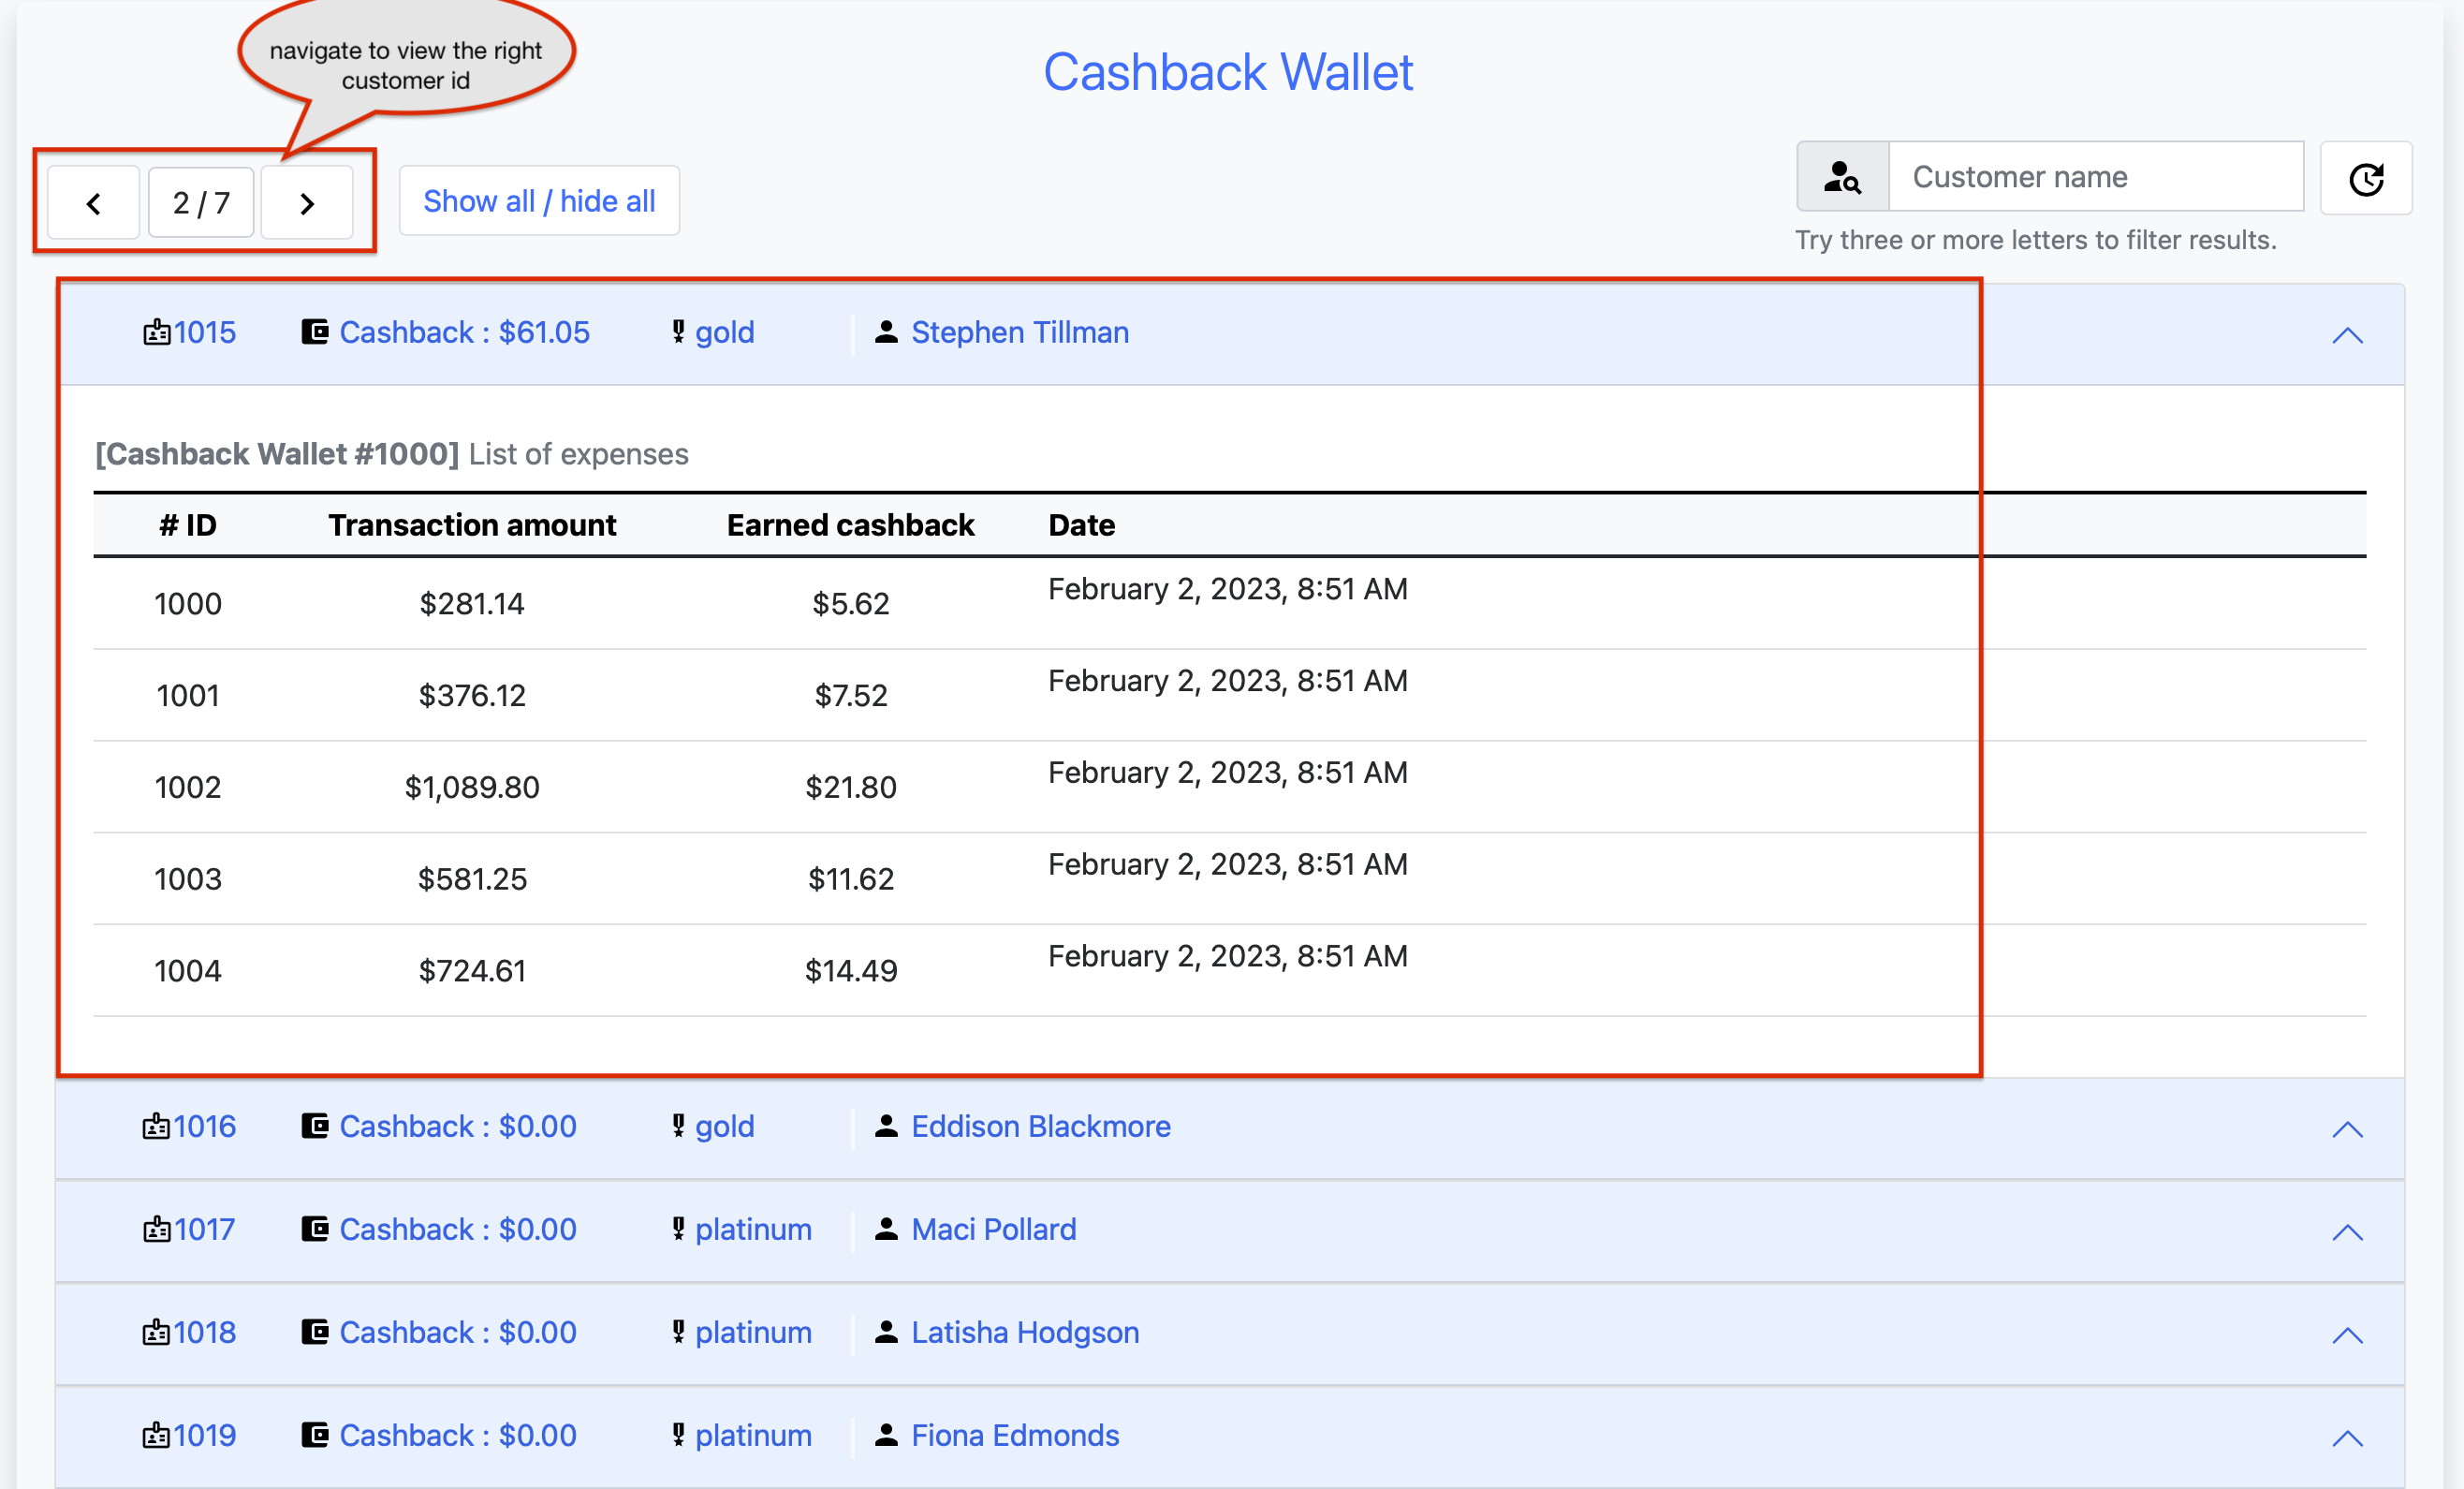 navigate to view the right
customer id
Cashback Wallet
2 / 7
Show all / hide all
Customer name
Try three or more letters to filter results.
1015 Cashback : $61.05 gold Stephen Tillman
[Cashback Wallet #1000] List of expenses
# ID Transaction amount Earned cashback Date
1000 $281.14 $5.62 February 2, 2023, 8:51 AM
1001 $376.12 $7.52 February 2, 2023, 8:51 AM
1002 $1,089.80 $21.80 February 2, 2023, 8:51 AM
1003 $581.25 $11.62 February 2, 2023, 8:51 AM
1004 $724.61 $14.49 February 2, 2023, 8:51 AM
1016 Cashback : $0.00 gold Eddison Blackmore
1017 Cashback : $0.00 platinum Maci Pollard
1018 Cashback : $0.00 platinum Latisha Hodgson
1019 Cashback : $0.00 platinum Fiona Edmonds